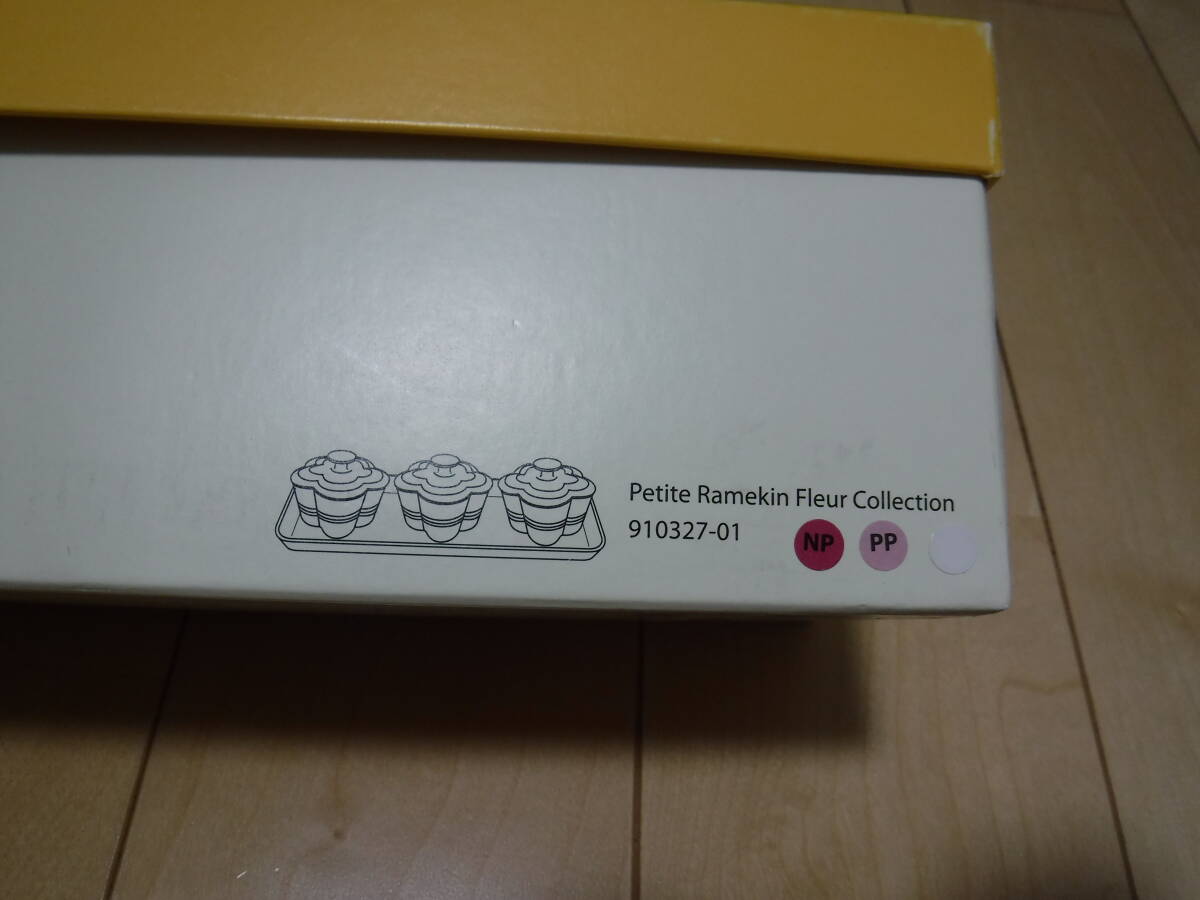 Petite Ramekin Fleur Collection
910327-01
NP PP